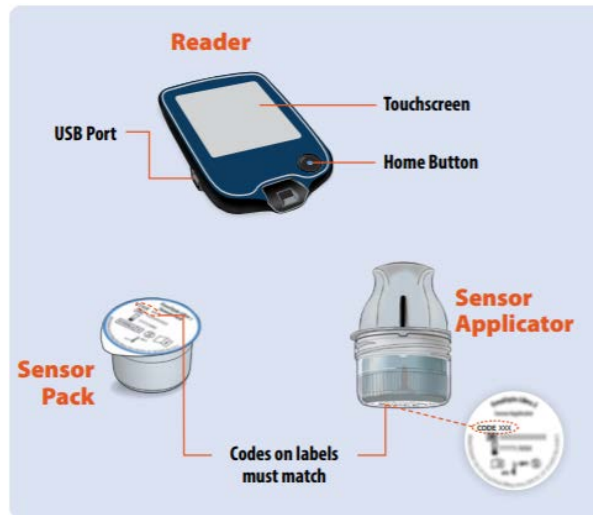 Reader
Touchscreen
USB Port
Home Button
Sensor
Applicator
Sensor
Pack
CODE XXX
Codes on labels
must match